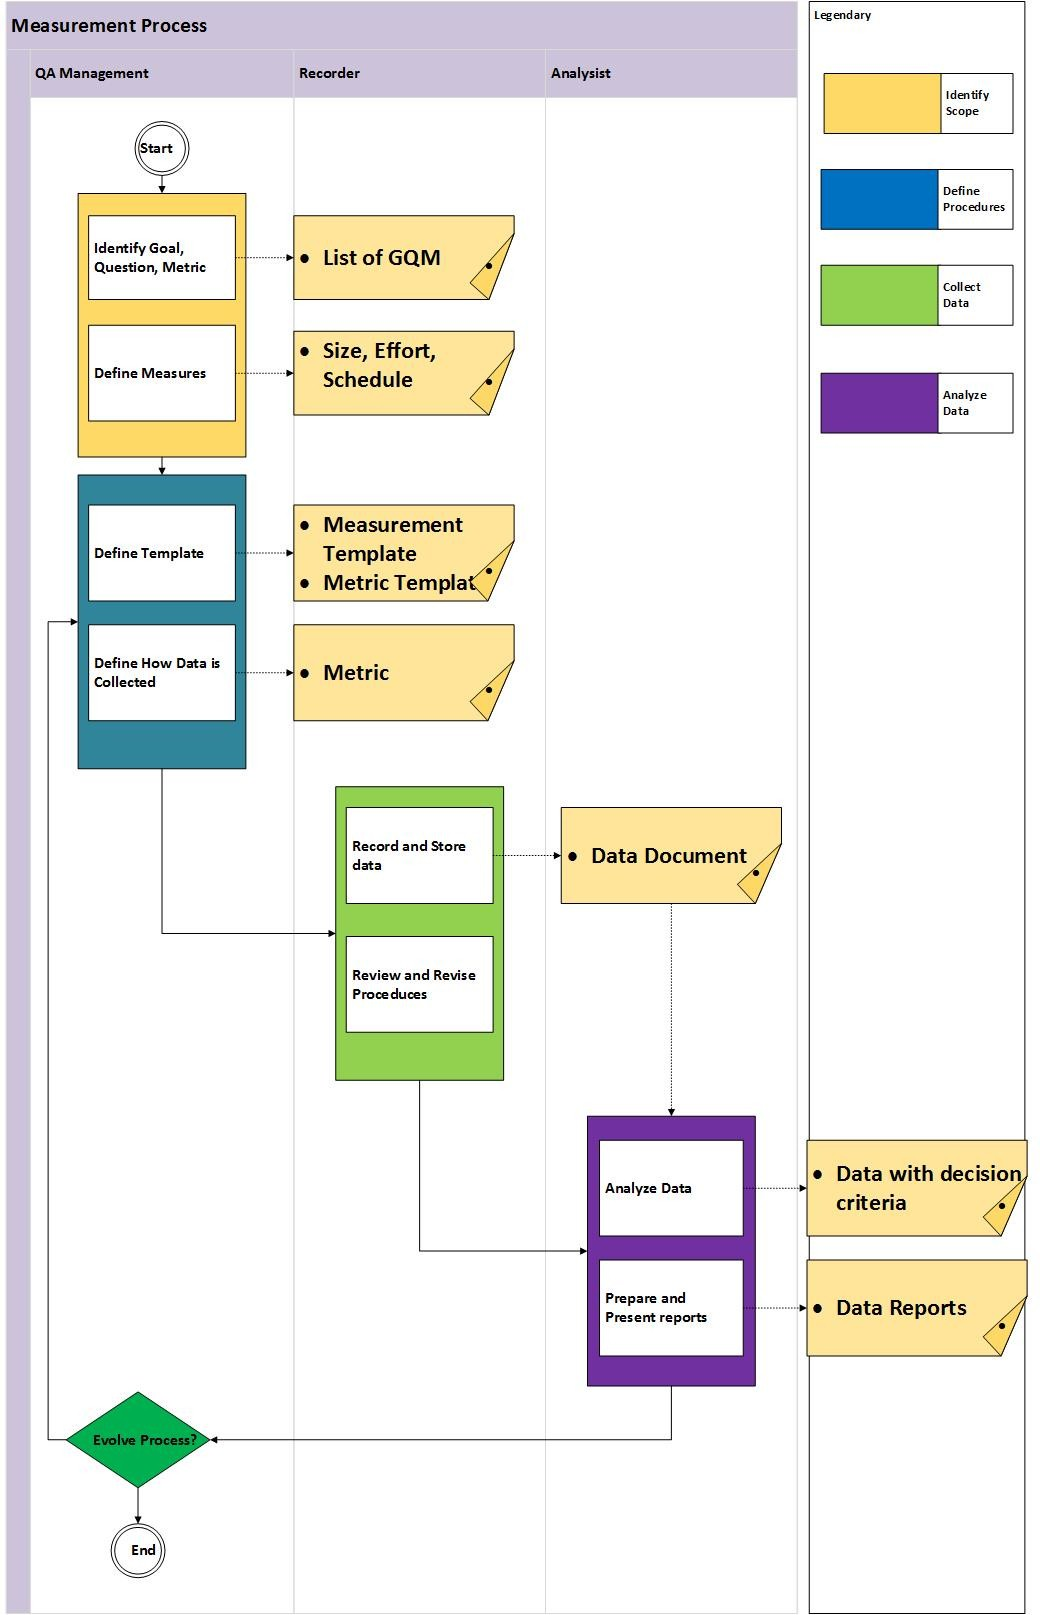 Measurement Process
QA Management
Recorder
Analysist
Start
Identify Goal,
Question, Metric
• List of GQM
Define Measures
• Size, Effort,
Schedule
Define Template
• Measurement
Template
• Metric Templat
Define How Data is
Collected
• Metric
Record and Store
data
• Data Document
Review and Revise
Proceduces
Analyze Data
• Data with decision
criteria
Prepare and
Present reports
• Data Reports
Evolve Process?
End
Legendary
Identify
Scope
Define
Procedures
Collect
Data
Analyze
Data